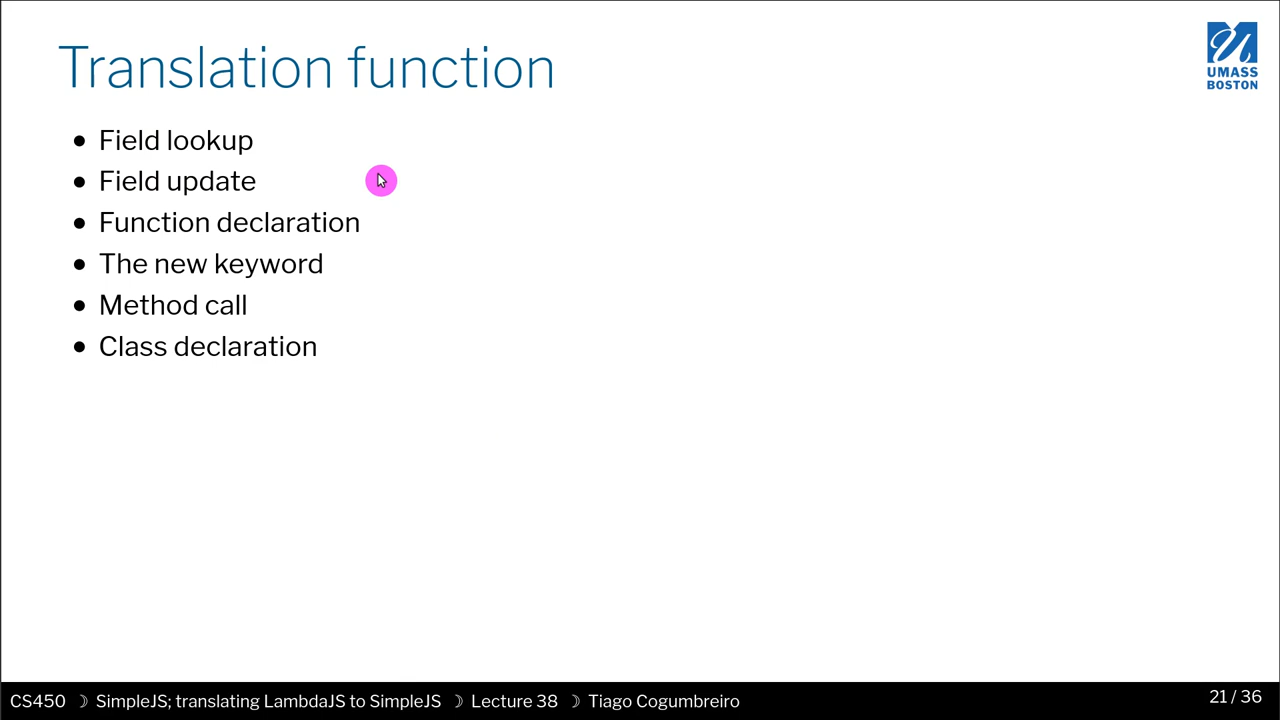 Translation function
UMASS
BOSTON
• Field lookup
• Field update
• Function declaration
• The new keyword
• Method call
• Class declaration
CS450 ☽ SimpleJS; translating LambdaJS to SimpleJS ☽ Lecture 38 ☽ Tiago Cogumbreiro
21 / 36